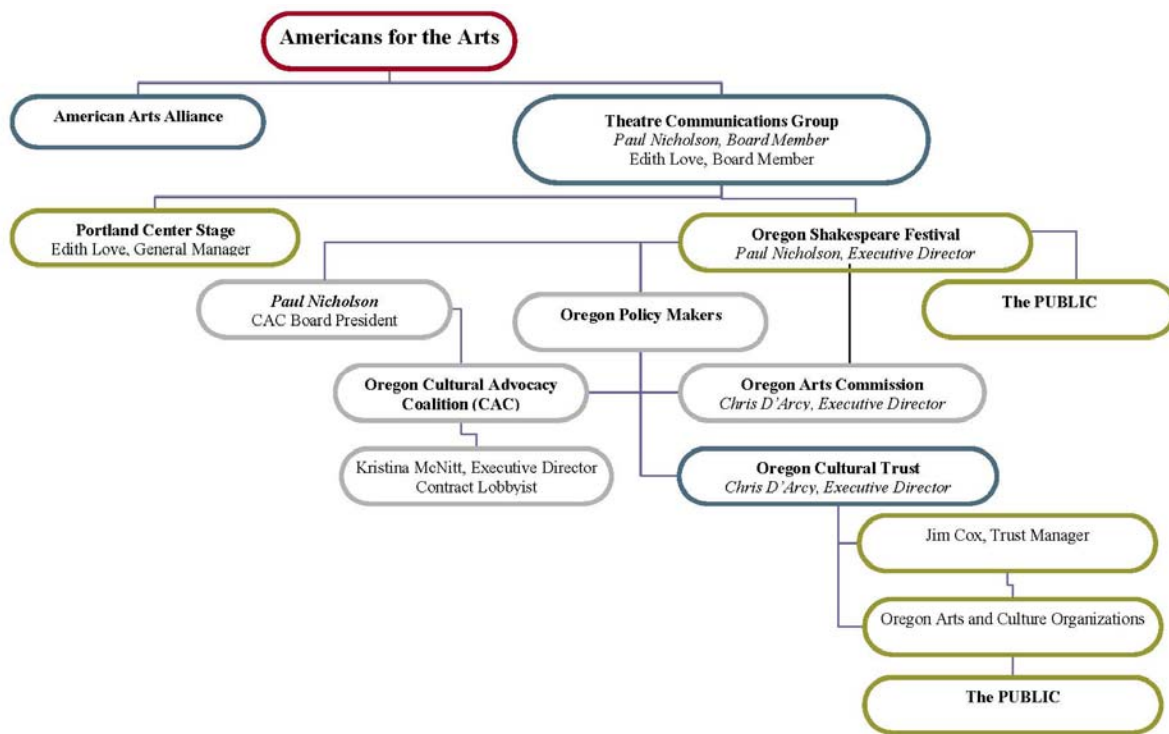 Americans for the Arts
American Arts Alliance
Theatre Communications Group
Paul Nicholson, Board Member
Edith Love, Board Member
Portland Center Stage
Edith Love, General Manager
Oregon Shakespeare Festival
Paul Nicholson, Executive Director
Paul Nicholson
CAC Board President
Oregon Policy Makers
The PUBLIC
Oregon Cultural Advocacy
Coalition (CAC)
Oregon Arts Commission
Chris D'Arcy, Executive Director
Kristina McNitt, Executive Director
Contract Lobbyist
Oregon Cultural Trust
Chris D'Arcy, Executive Director
Jim Cox, Trust Manager
Oregon Arts and Culture Organizations
The PUBLIC